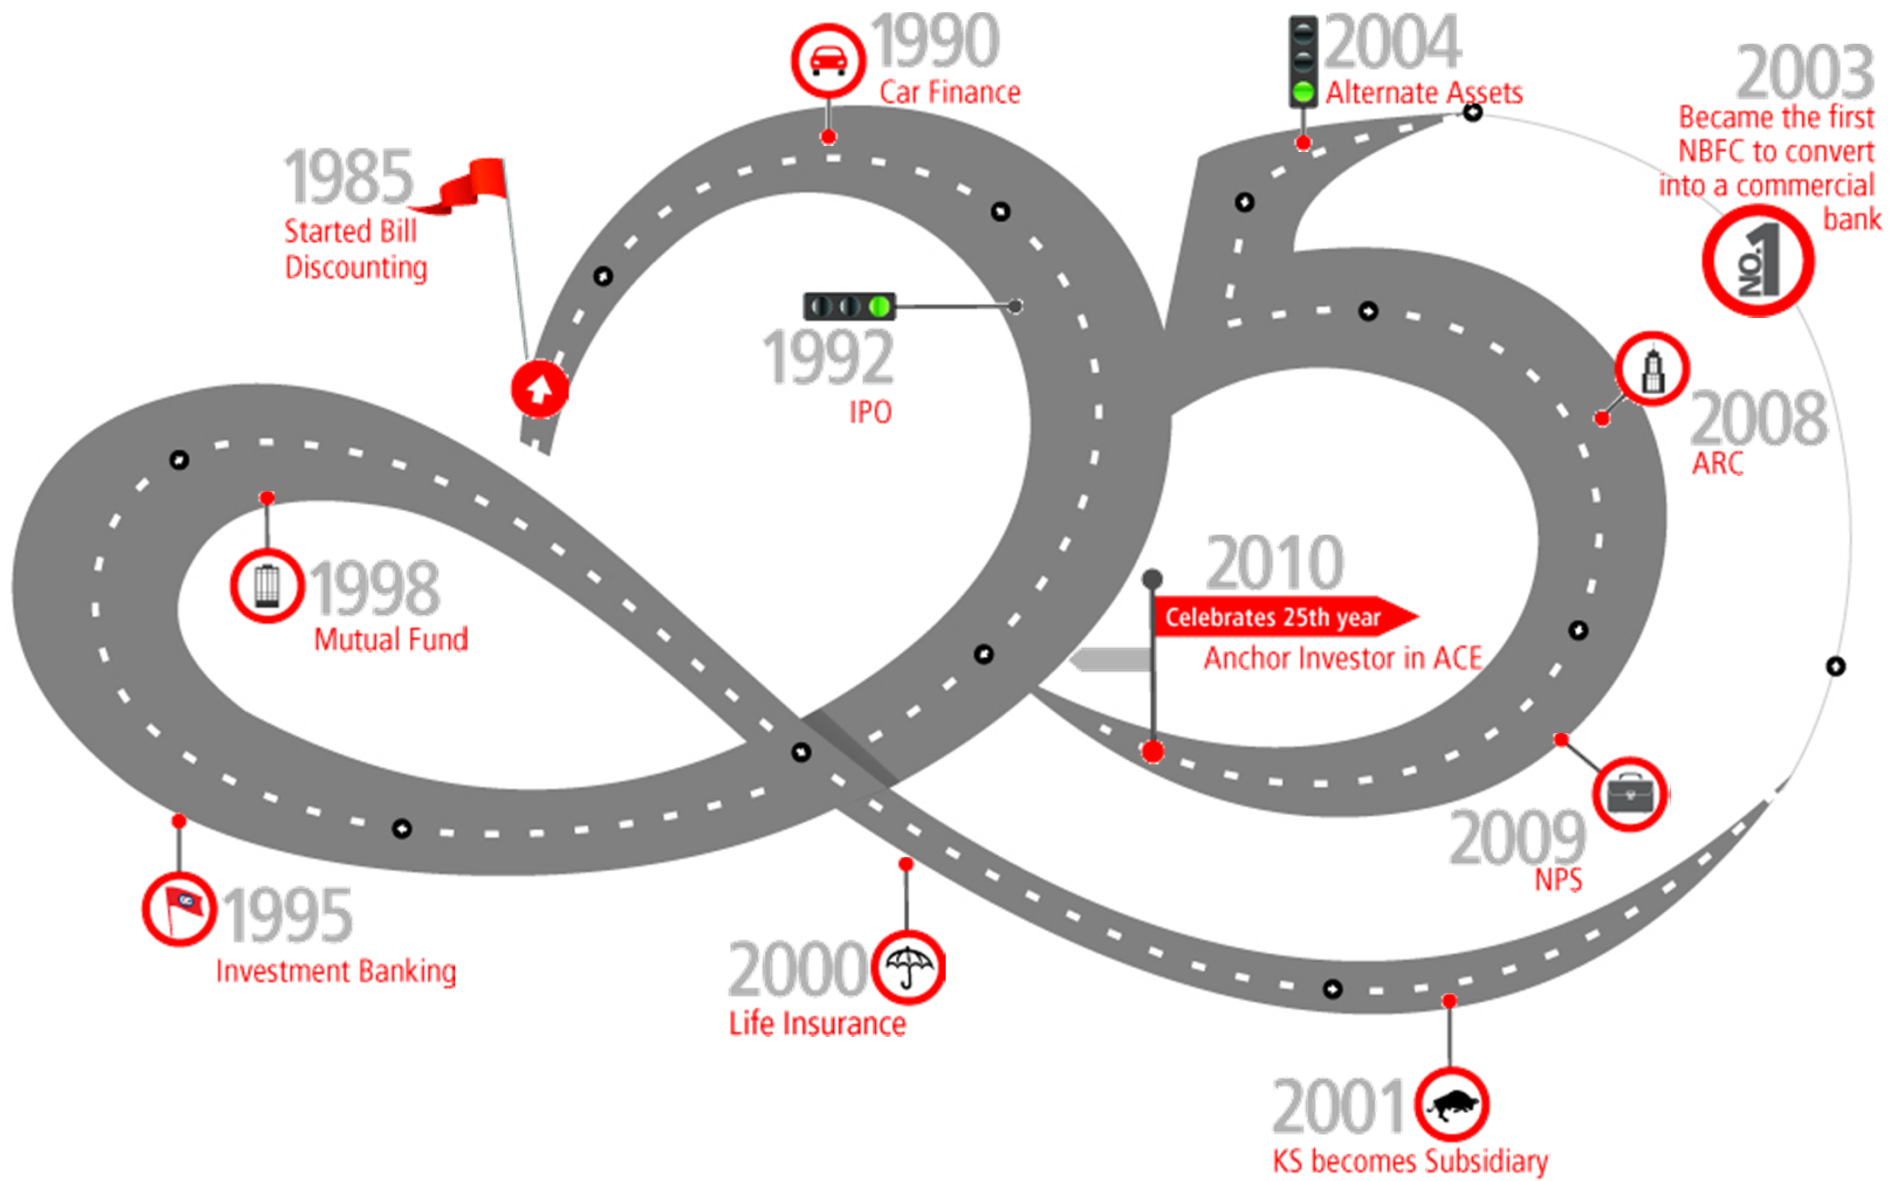 1985
Started Bill
Discounting
1990
Car Finance
1992
IPO
1995
Investment Banking
1998
Mutual Fund
2000
Life Insurance
2001
KS becomes Subsidiary
2003
Became the first
NBFC to convert
into a commercial
bank
NO.1
2004
Alternate Assets
2008
ARC
2009
NPS
2010
Celebrates 25th year
Anchor Investor in ACE